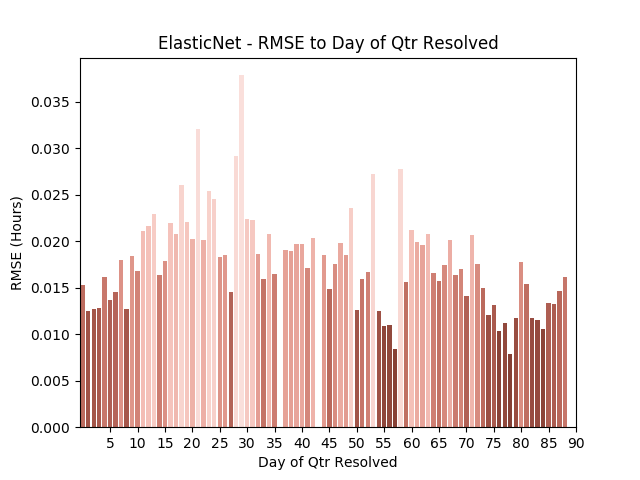 ElasticNet - RMSE to Day of Qtr Resolved
RMSE (Hours)
0.035
0.030
0.025
0.020
0.015
0.010
0.005
0.000
5 10 15 20 25 30 35 40 45 50 55 60 65 70 75 80 85 90
Day of Qtr Resolved